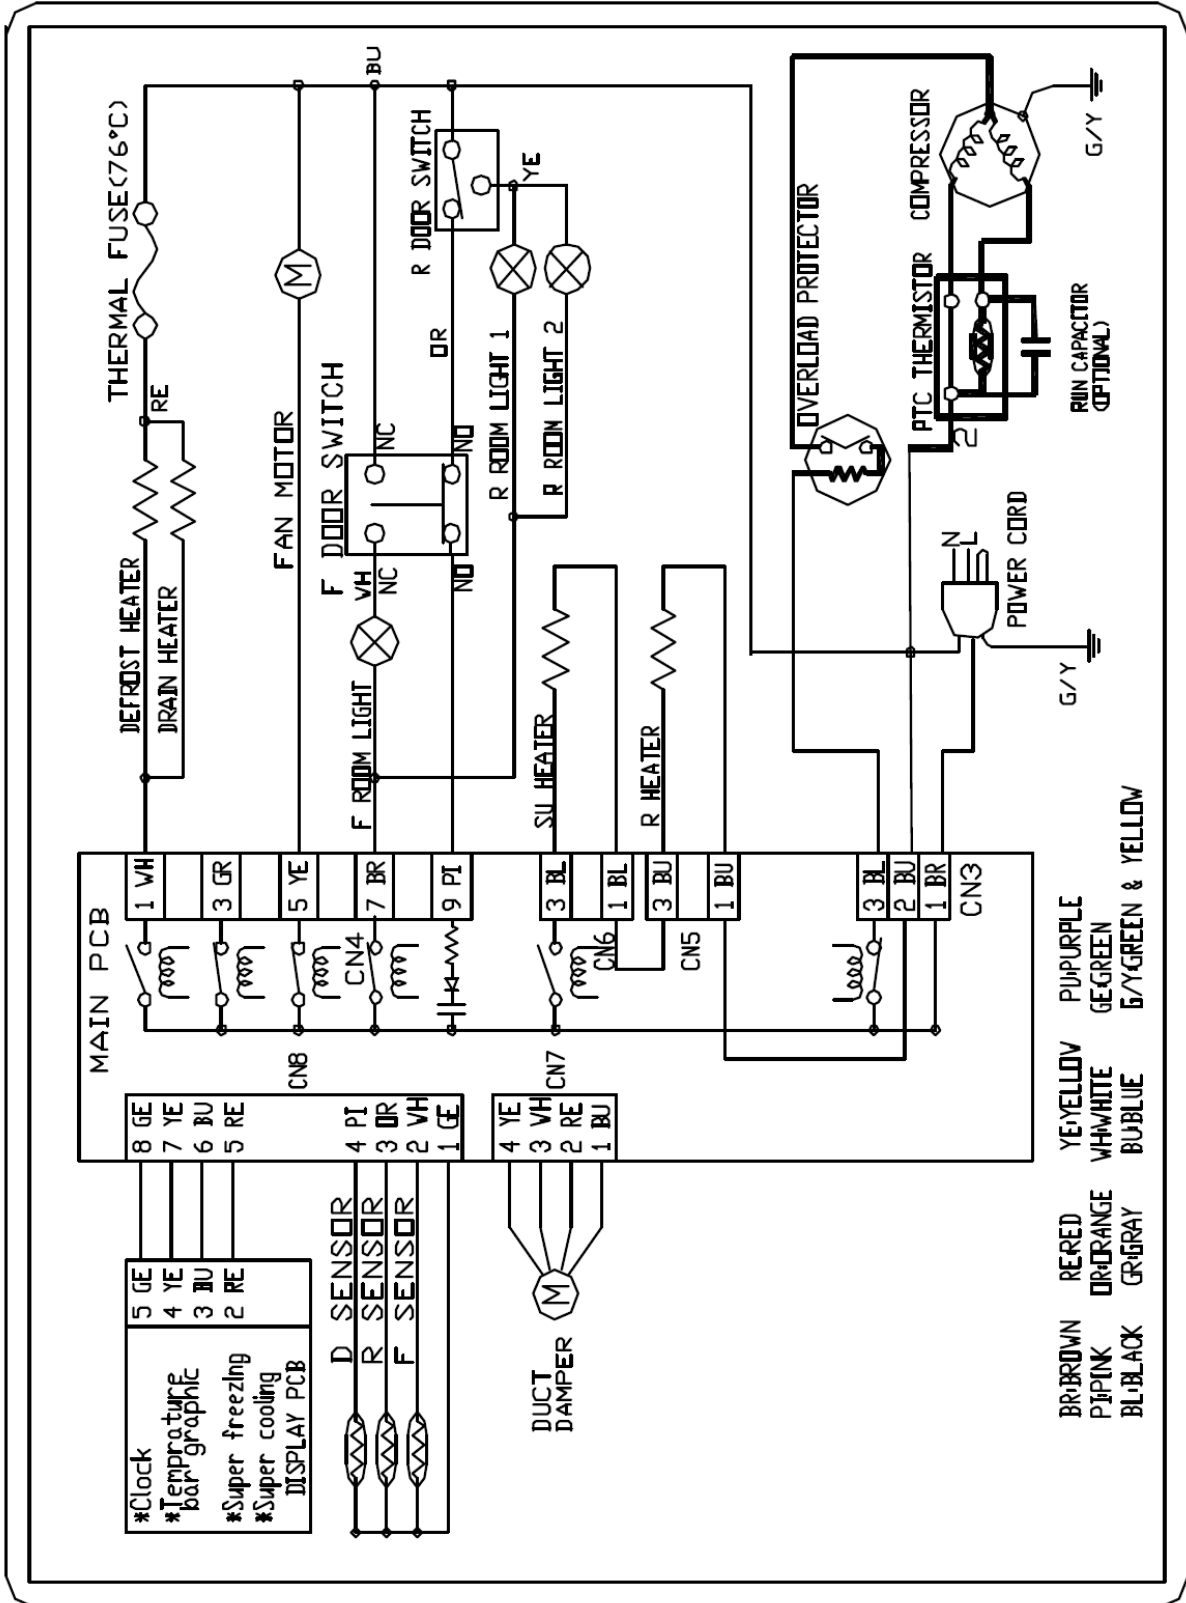 THERMAL FUSE(76°C)
RE
DEFROST HEATER
DRAIN HEATER
FAN MOTOR
M
F DOOR SWITCH
BU
NC
VH
NC
F ROOM LIGHT
R DOOR SWITCH
OR
NO
NO
YE
R ROOM LIGHT 1
R ROOM LIGHT 2
SV HEATER
R HEATER
OVERLOAD PROTECTOR
PTC THERMISTOR
COMPRESSOR
G/Y
2
RUN CAPACITOR
(OPTIONAL)
N
L
POWER CORD
G/Y
MAIN PCB
1 WH
3 GR
5 YE
CN4
7 BR
9 PI
3 BL
CN6
1 BL
3 BU
CN5
1 BU
3 BL
2 BU
1 BR
CN3
8 GE
7 YE
6 BU
5 RE
CN8
4 PI
3 OR
2 VH
1 GE
CN7
4 YE
3 VH
2 RE
1 BU
5 GE
4 YE
3 BU
2 RE
*Clock
*Temprature
bar graphic
*Super freezing
*Super cooling
DISPLAY PCB
D SENSOR
R SENSOR
F SENSOR
M
DUCT
DAMPER
BR:BROWN RE:RED YE:YELLOV PU:PURPLE
PI:PINK OR:ORANGE WH:WHITE GE:GREEN
BL:BLACK GR:GRAY BU:BLUE G/Y:GREEN & YELLOW